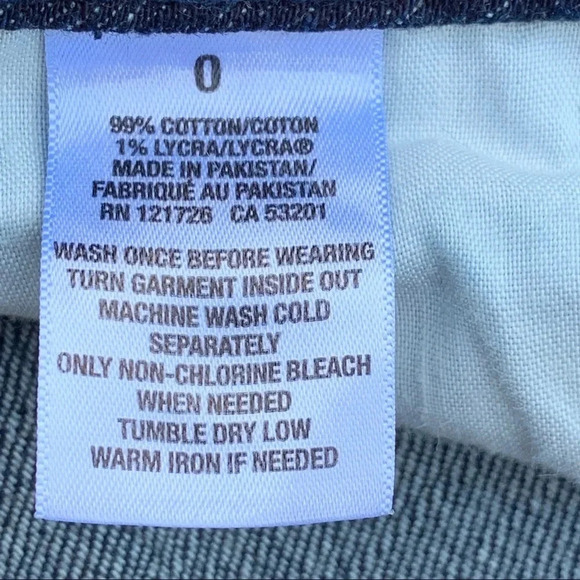 0
99% COTTON/COTON
1% LYCRA/LYCRA®
MADE IN PAKISTAN/
FABRIQUÉ AU PAKISTAN
RN 121726 CA 53201
WASH ONCE BEFORE WEARING
TURN GARMENT INSIDE OUT
MACHINE WASH COLD
SEPARATELY
ONLY NON-CHLORINE BLEACH
WHEN NEEDED
TUMBLE DRY LOW
WARM IRON IF NEEDED